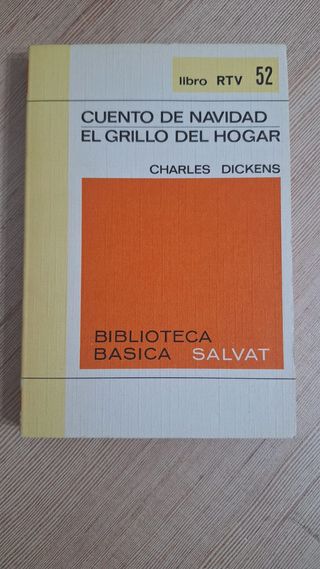 libro RTV 52
CUENTO DE NAVIDAD
EL GRILLO DEL HOGAR
CHARLES DICKENS
BIBLIOTECA
BASICA SALVAT